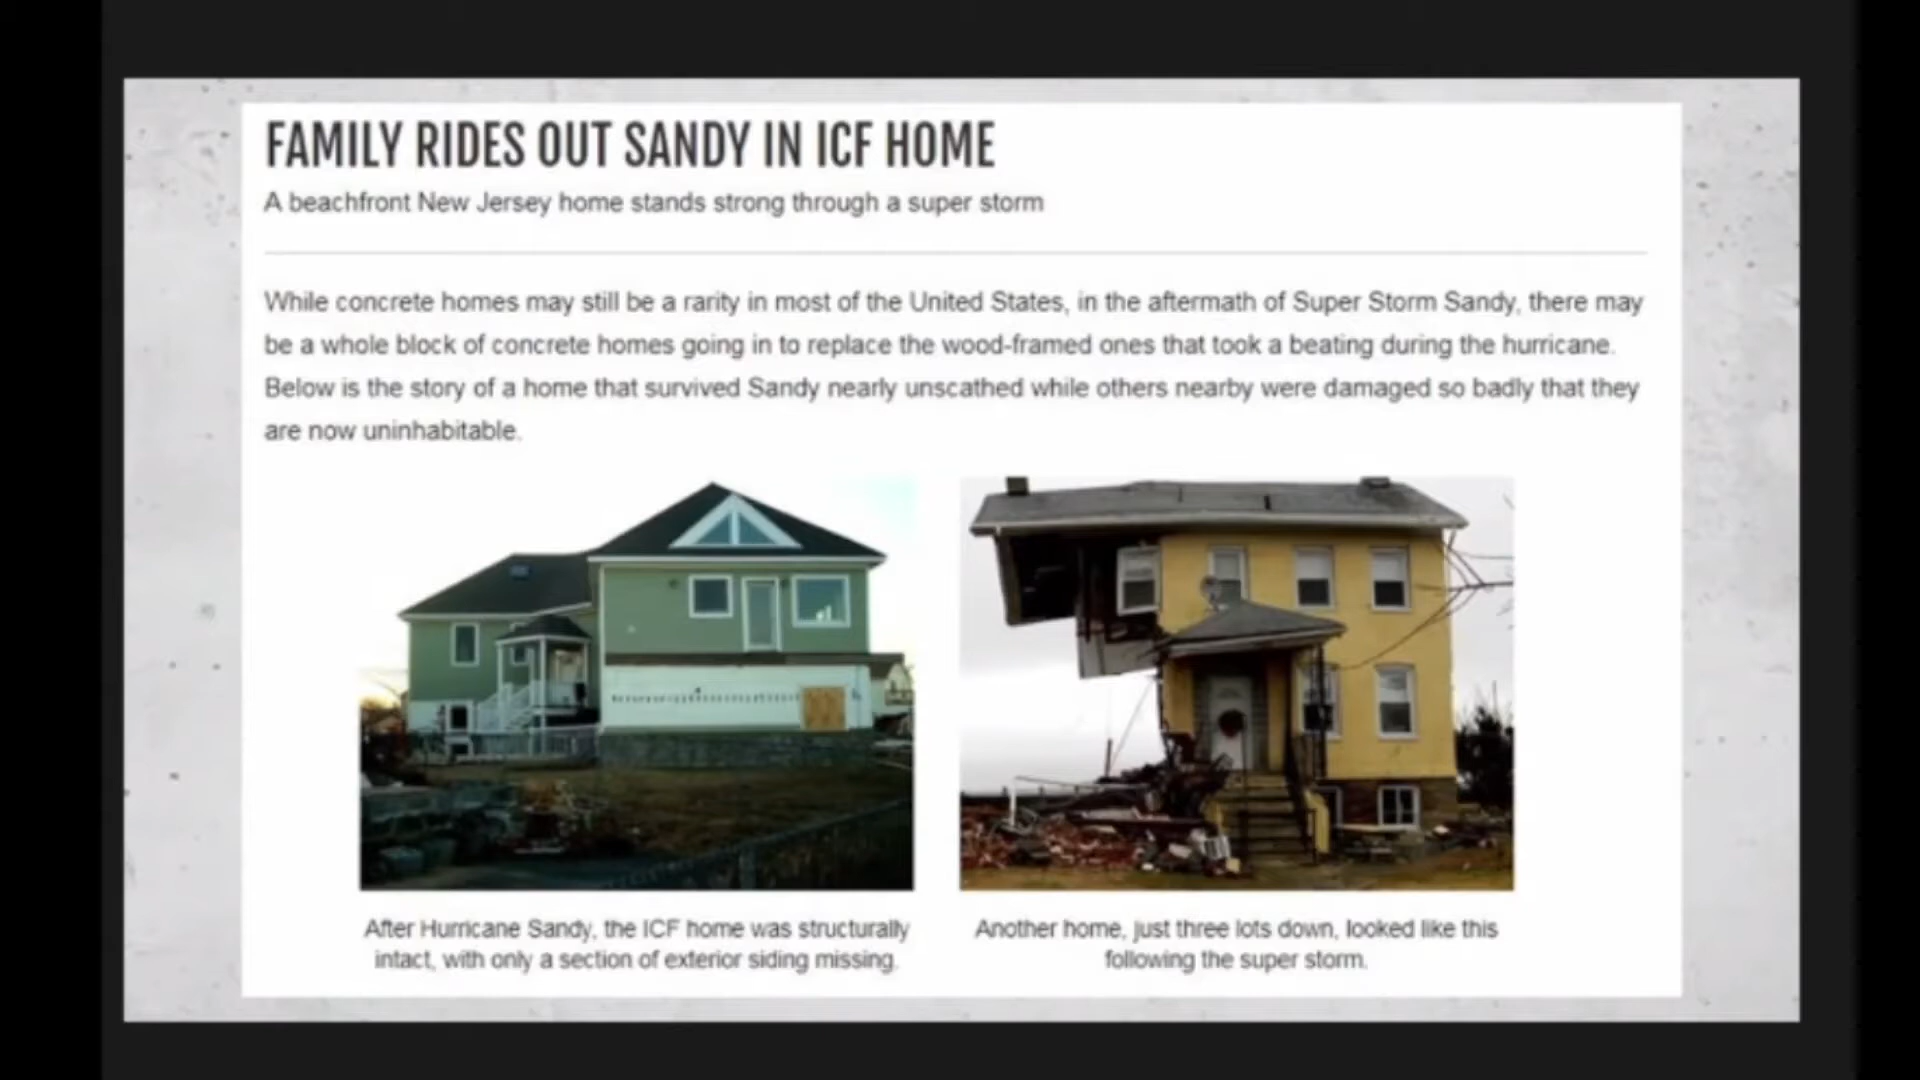 FAMILY RIDES OUT SANDY IN ICF HOME
A beachfront New Jersey home stands strong through a super storm
While concrete homes may still be a rarity in most of the United States, in the aftermath of Super Storm Sandy, there may
be a whole block of concrete homes going in to replace the wood-framed ones that took a beating during the hurricane.
Below is the story of a home that survived Sandy nearly unscathed while others nearby were damaged so badly that they
are now uninhabitable.
After Hurricane Sandy, the ICF home was structurally
intact, with only a section of exterior siding missing.
Another home, just three lots down, looked like this
following the super storm.